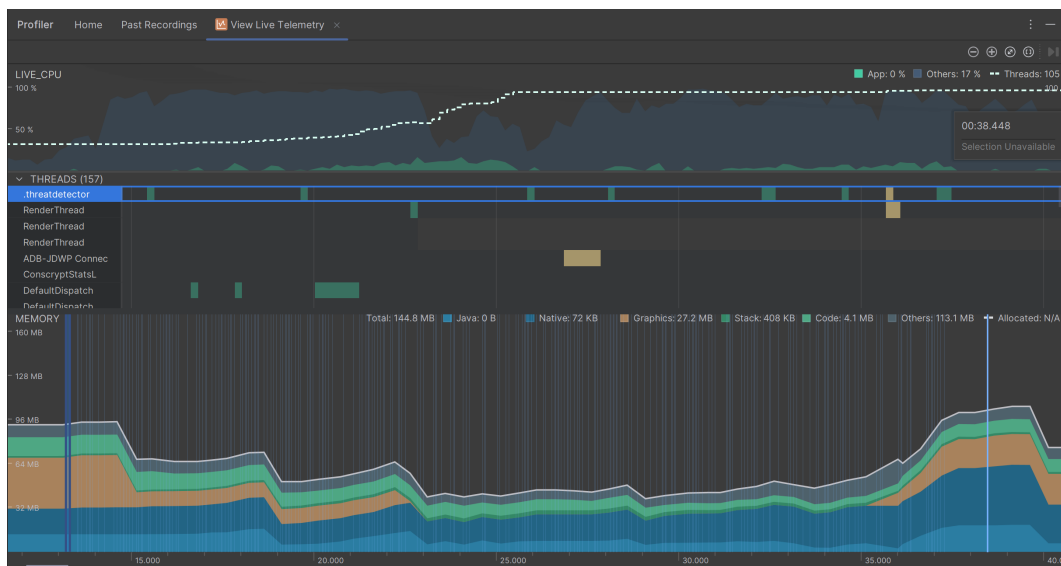 Profiler Home Past Recordings View Live Telemetry ×
LIVE_CPU App: 0 % Others: 17 % Threads: 105
100 % 100
50 %
00:38.448
Selection Unavailable
THREADS (157)
.threatdetector
RenderThread
RenderThread
RenderThread
ADB-JDWP Connec
ConscryptStatsL
DefaultDispatch
DefaultDispatch
MEMORY Total: 144.8 MB Java: 0 B Native: 72 KB Graphics: 27.2 MB Stack: 408 KB Code: 4.1 MB Others: 113.1 MB Allocated: N/A
160 MB
128 MB
96 MB
64 MB
32 MB
15.000 20.000 25.000 30.000 35.000